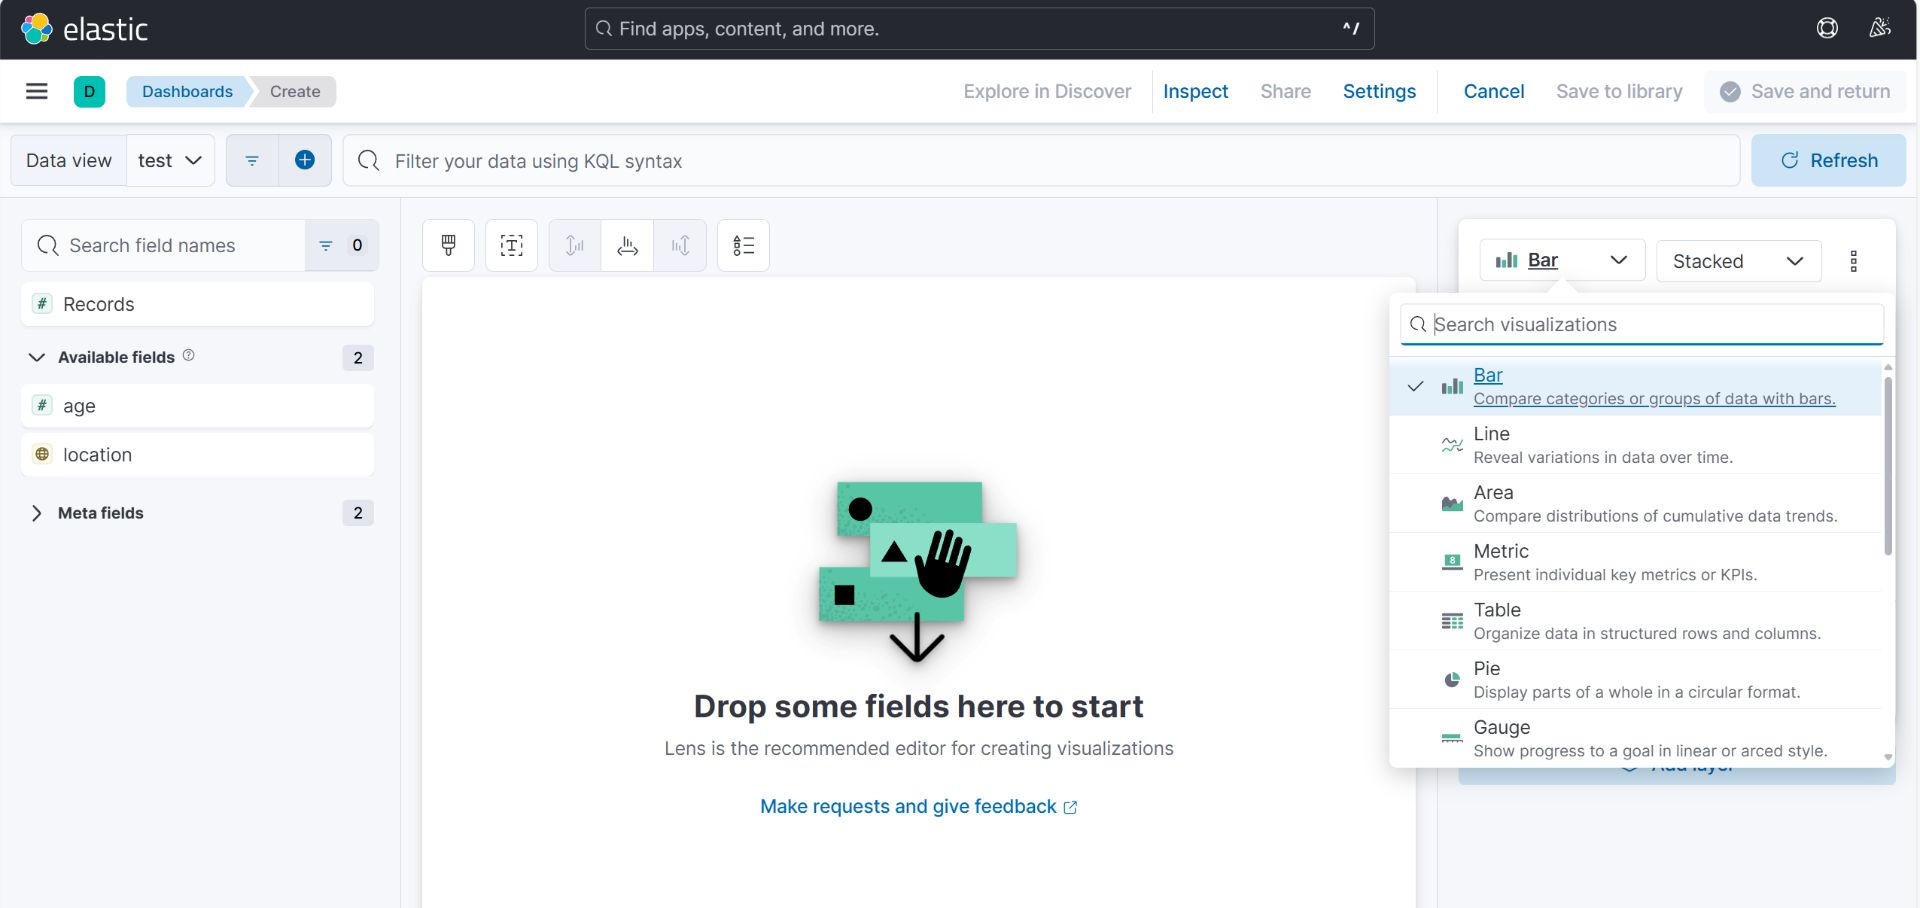 elastic
Find apps, content, and more.
^/
D
Dashboards
Create
Explore in Discover
Inspect
Share
Settings
Cancel
Save to library
Save and return
Data view
test
Filter your data using KQL syntax
Refresh
Search field names
0
# Records
Available fields
2
# age
location
Meta fields
2
Drop some fields here to start
Lens is the recommended editor for creating visualizations
Make requests and give feedback
Bar
Stacked
Search visualizations
Bar
Compare categories or groups of data with bars.
Line
Reveal variations in data over time.
Area
Compare distributions of cumulative data trends.
8
Metric
Present individual key metrics or KPIs.
Table
Organize data in structured rows and columns.
Pie
Display parts of a whole in a circular format.
Gauge
Show progress to a goal in linear or arced style.
Add layer